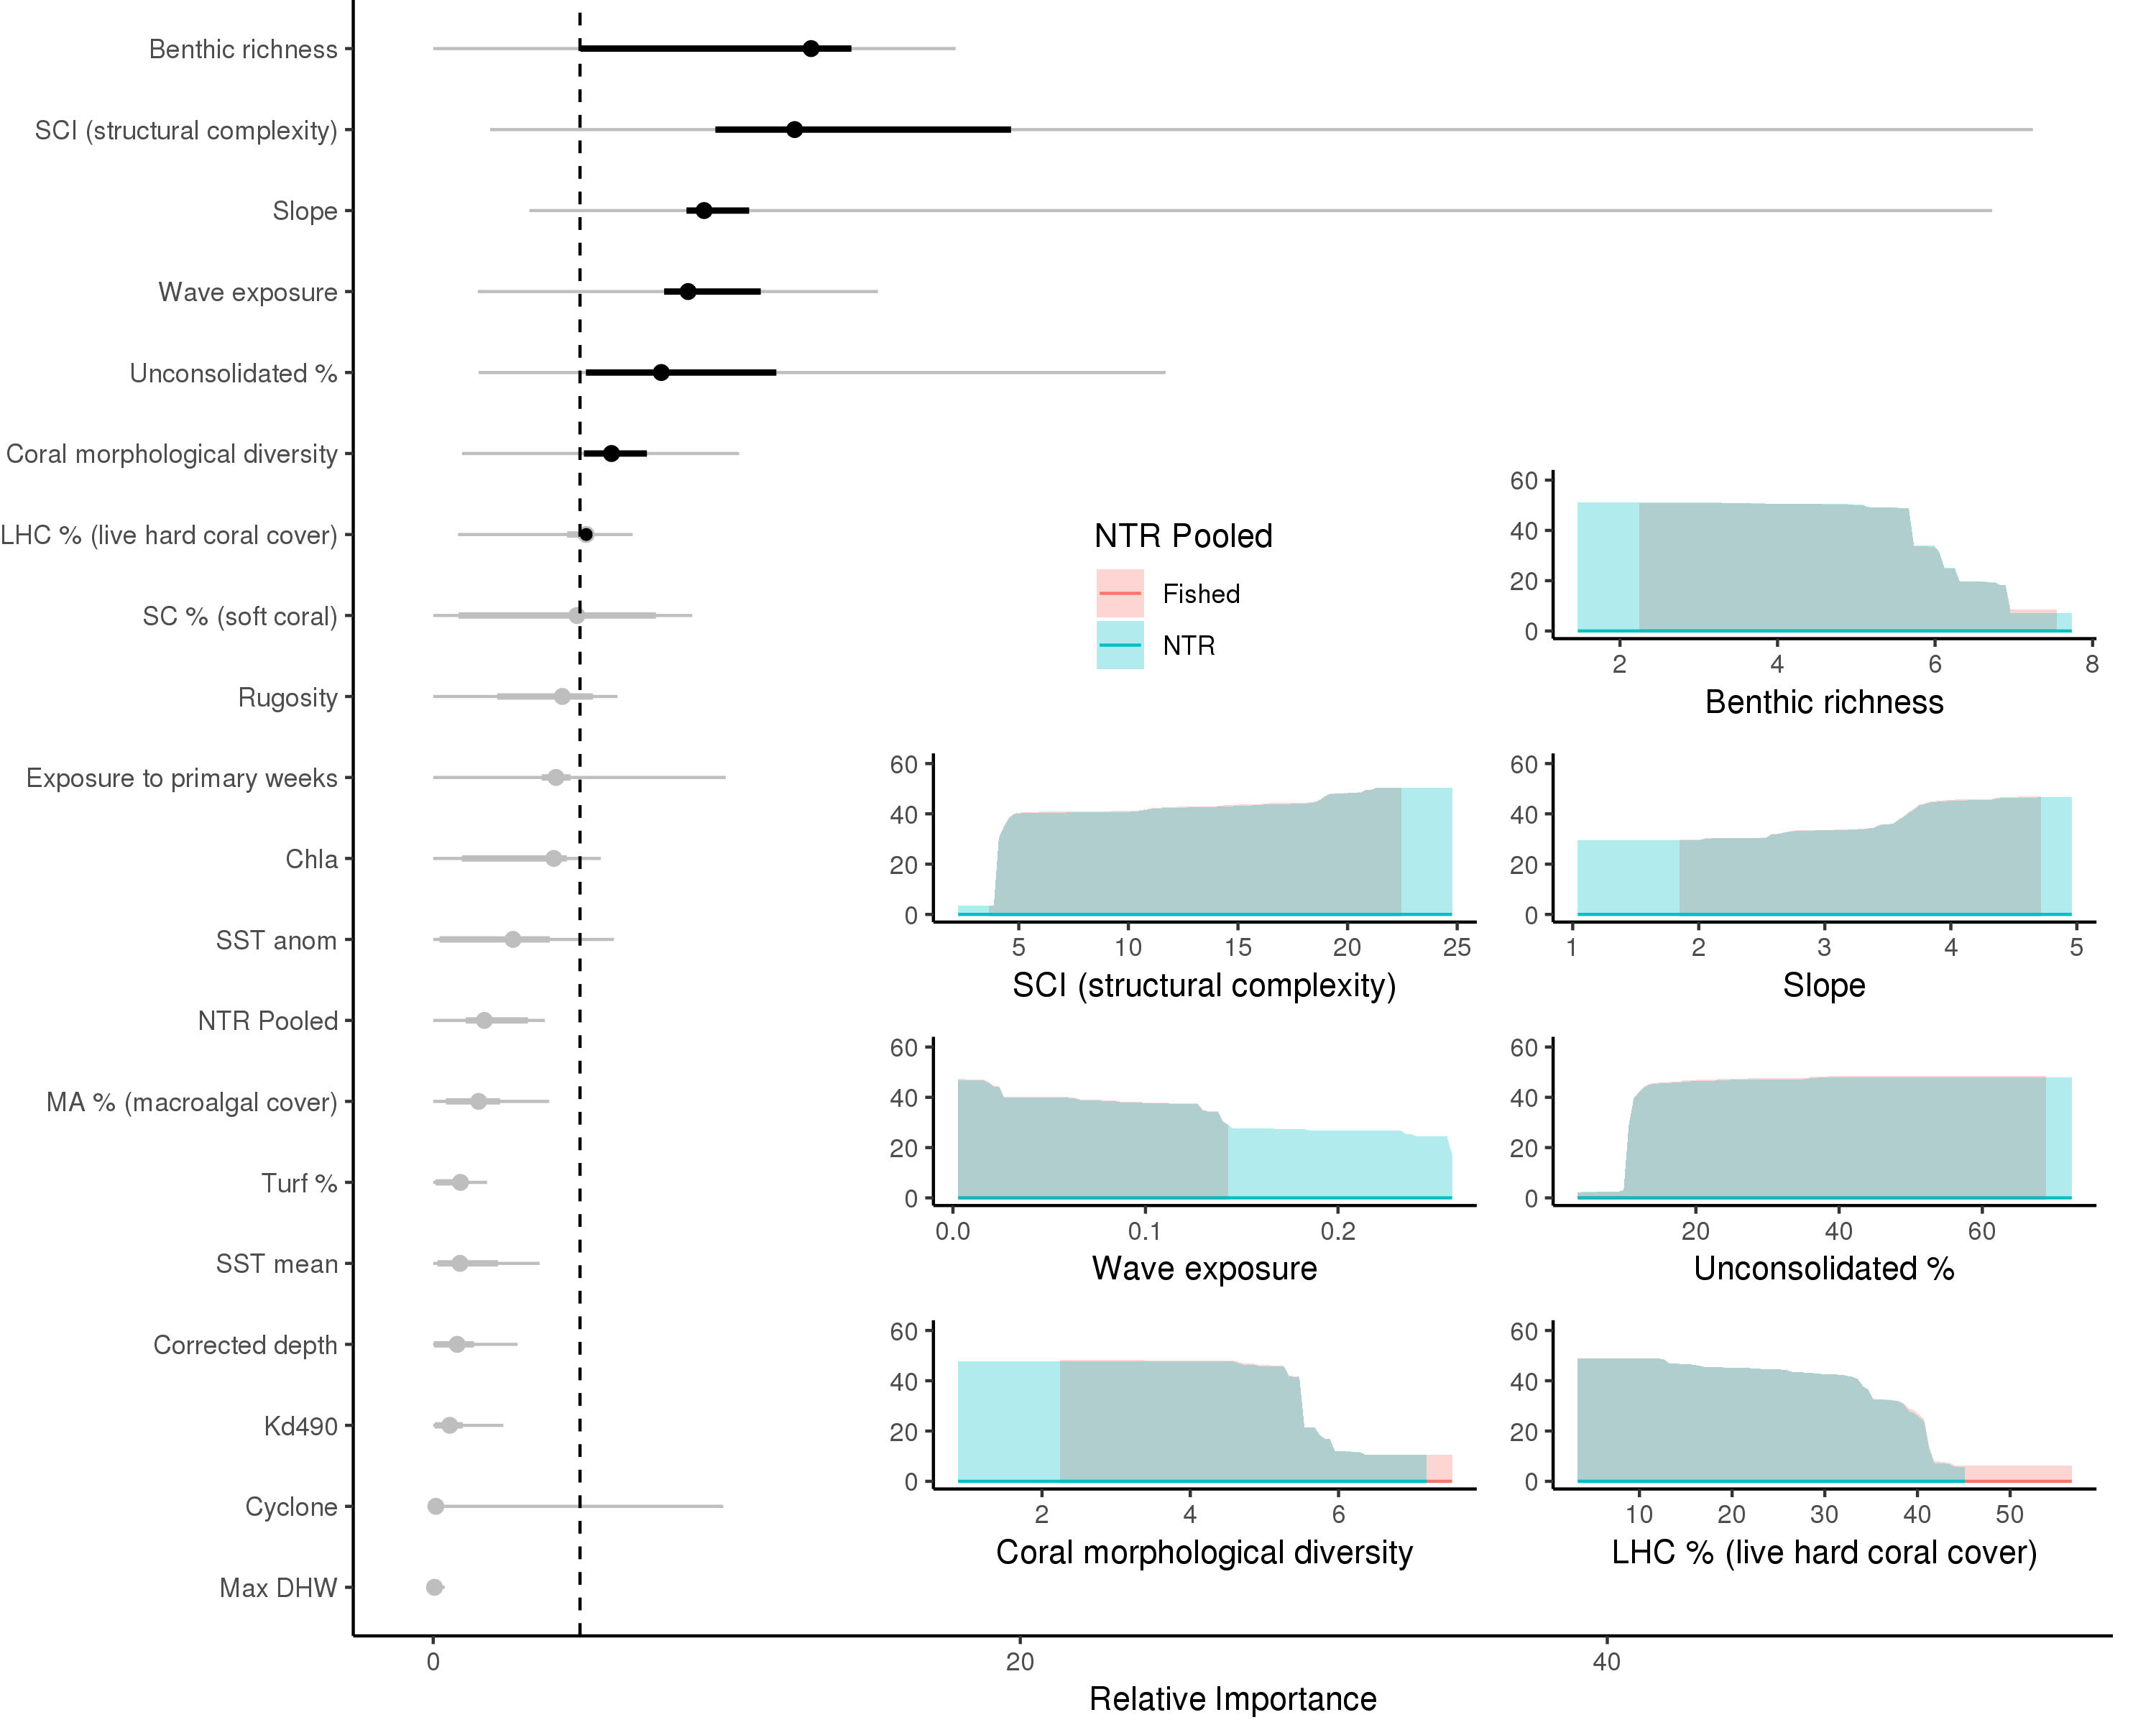 Benthic richness
SCI (structural complexity)
Slope
Wave exposure
Unconsolidated %
Coral morphological diversity
LHC % (live hard coral cover)
SC % (soft coral)
Rugosity
Exposure to primary weeks
Chla
SST anom
NTR Pooled
MA % (macroalgal cover)
Turf %
SST mean
Corrected depth
Kd490
Cyclone
Max DHW
0 20 40
Relative Importance
NTR Pooled
Fished
NTR
60
40
20
0
2 4 6 8
Benthic richness
60
40
20
0
5 10 15 20 25
SCI (structural complexity)
60
40
20
0
1 2 3 4 5
Slope
60
40
20
0
0.0 0.1 0.2
Wave exposure
60
40
20
0
20 40 60
Unconsolidated %
60
40
20
0
2 4 6
Coral morphological diversity
60
40
20
0
10 20 30 40 50
LHC % (live hard coral cover)